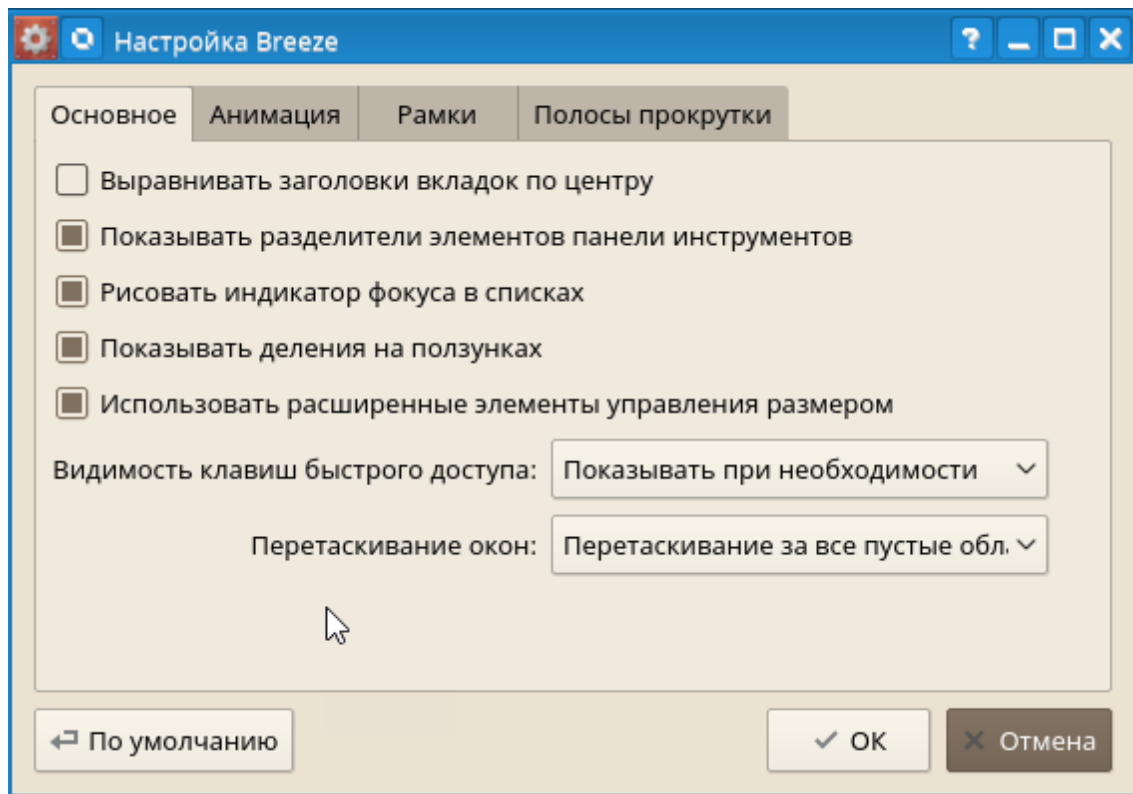 Настройка Breeze
Основное Анимация Рамки Полосы прокрутки
Выравнивать заголовки вкладок по центру
Показывать разделители элементов панели инструментов
Рисовать индикатор фокуса в списках
Показывать деления на ползунках
Использовать расширенные элементы управления размером
Видимость клавиш быстрого доступа: Показывать при необходимости
Перетаскивание окон: Перетаскивание за все пустые обл
По умолчанию ОК Отмена